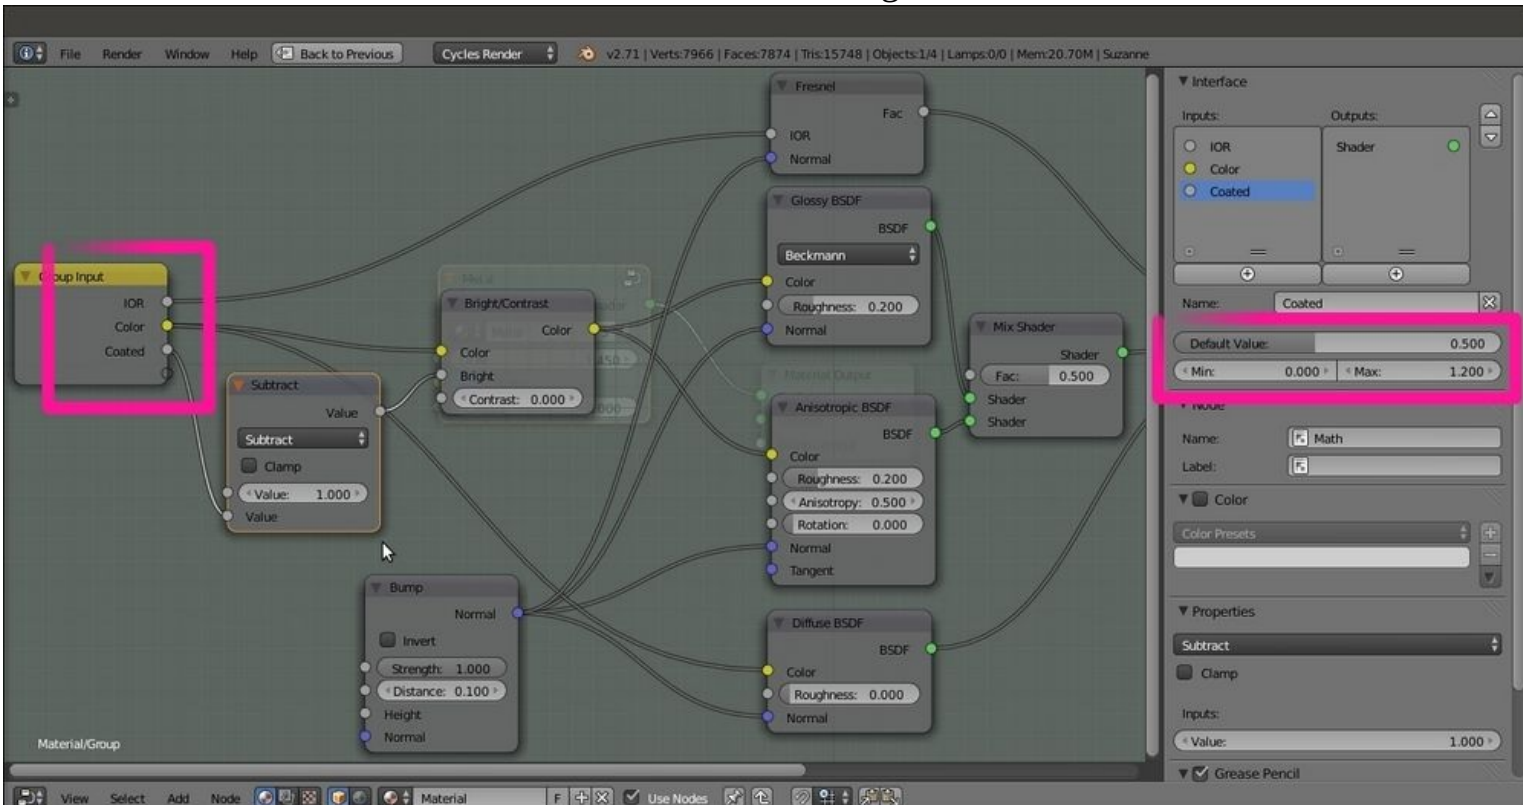 File Render Window Help Back to Previous Cycles Render v2.71 | Verts:7966 | Faces:7874 | Tris:15748 | Objects:1/4 | Lamps:0/0 | Mem:20.70M | Suzanne
Fresnel
Fac
IOR
Normal
Glossy BSDF
BSDF
Beckmann
Color
Roughness: 0.200
Normal
Group Input
IOR
Color
Coated
Bright/Contrast
Color
Color
Bright
Contrast: 0.000
Subtract
Value
Subtract
Clamp
Value: 1.000
Value
Mix Shader
Shader
Fac: 0.500
Shader
Shader
Material Output
Anisotropic BSDF
BSDF
Color
Roughness: 0.200
Anisotropy: 0.500
Rotation: 0.000
Normal
Tangent
Bump
Normal
Invert
Strength: 1.000
Distance: 0.100
Height
Normal
Diffuse BSDF
BSDF
Color
Roughness: 0.000
Normal
Material/Group
Interface
Inputs: Outputs:
IOR Shader
Color
Coated
Name: Coated
Default Value: 0.500
Min: 0.000 Max: 1.200
Node
Name: Math
Label:
Color
Color Presets
Properties
Subtract
Clamp
Inputs:
Value: 1.000
Grease Pencil
View Select Add Node Material F Use Nodes